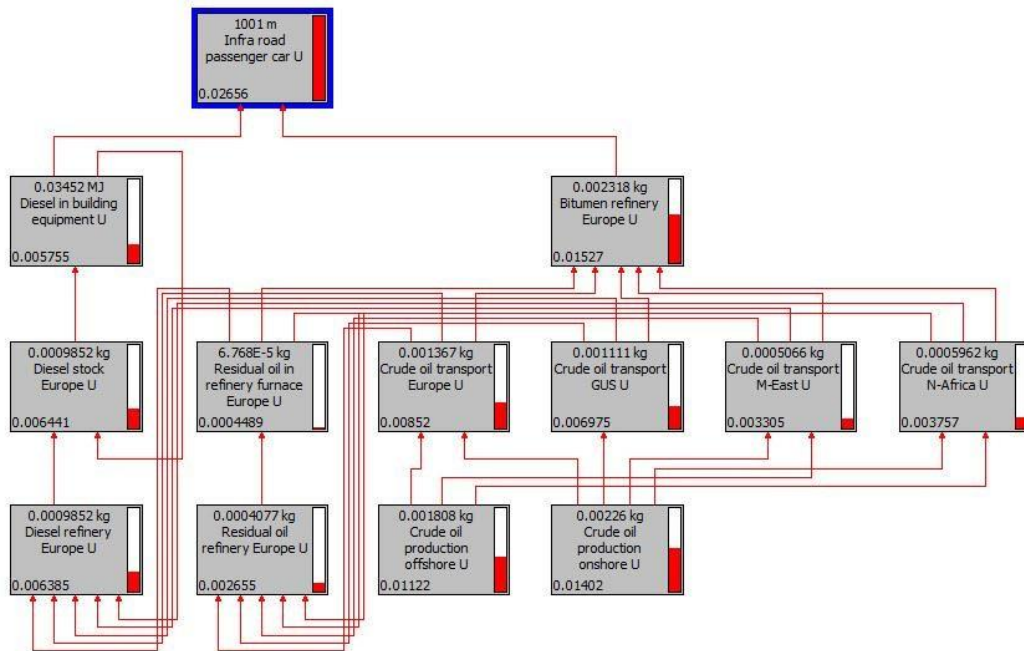 1001 m
Infra road
passenger car U
0.02656
0.03452 MJ
Diesel in building
equipment U
0.005755
0.002318 kg
Bitumen refinery
Europe U
0.01527
0.0009852 kg
Diesel stock
Europe U
0.006441
6.768E-5 kg
Residual oil in
refinery furnace
Europe U
0.0004489
0.001367 kg
Crude oil transport
Europe U
0.00852
0.001111 kg
Crude oil transport
GUS U
0.006975
0.0005066 kg
Crude oil transport
M-East U
0.003305
0.0005962 kg
Crude oil transport
N-Africa U
0.003757
0.0009852 kg
Diesel refinery
Europe U
0.006385
0.0004077 kg
Residual oil
refinery Europe U
0.002655
0.001808 kg
Crude oil
production
offshore U
0.01122
0.00226 kg
Crude oil
production
onshore U
0.01402